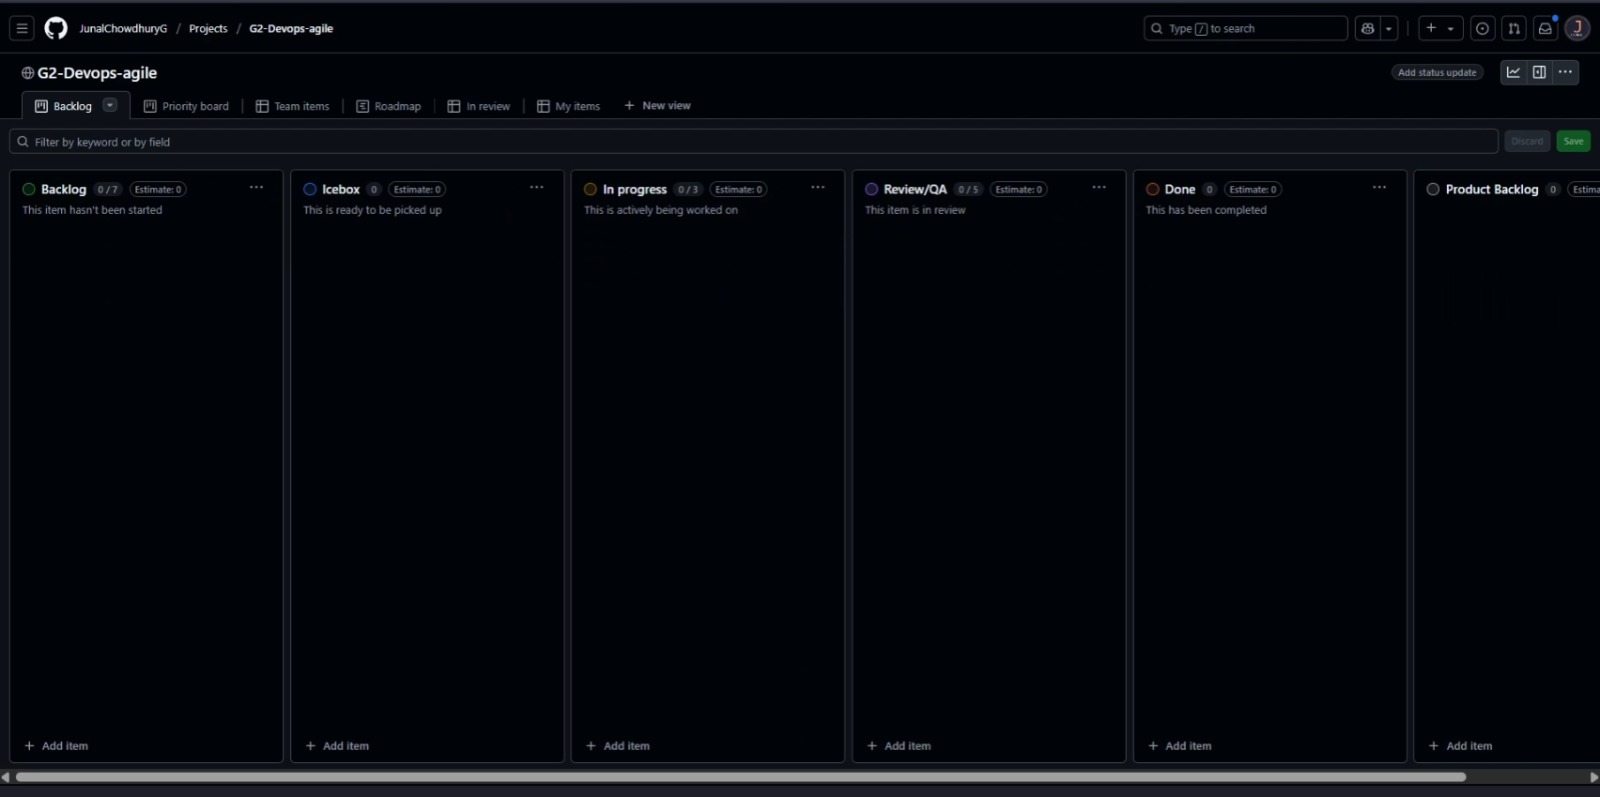 JunalChowdhuryG / Projects / G2-Devops-agile
Type / to search
G2-Devops-agile
Add status update
Backlog
Priority board
Team items
Roadmap
In review
My items
New view
Filter by keyword or by field
Discard
Save
Backlog 0 / 7 Estimate: 0
This item hasn't been started
Add item
Icebox 0 Estimate: 0
This is ready to be picked up
Add item
In progress 0 / 3 Estimate: 0
This is actively being worked on
Add item
Review/QA 0 / 5 Estimate: 0
This item is in review
Add item
Done 0 Estimate: 0
This has been completed
Add item
Product Backlog 0 Estima
Add item